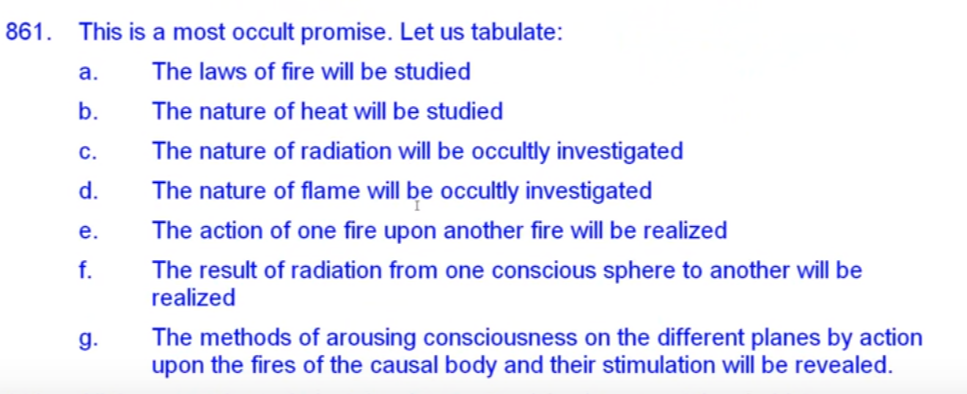 861. This is a most occult promise. Let us tabulate:
a. The laws of fire will be studied
b. The nature of heat will be studied
c. The nature of radiation will be occultly investigated
d. The nature of flame will be occultly investigated
e. The action of one fire upon another fire will be realized
f. The result of radiation from one conscious sphere to another will be
realized
g. The methods of arousing consciousness on the different planes by action
upon the fires of the causal body and their stimulation will be revealed.